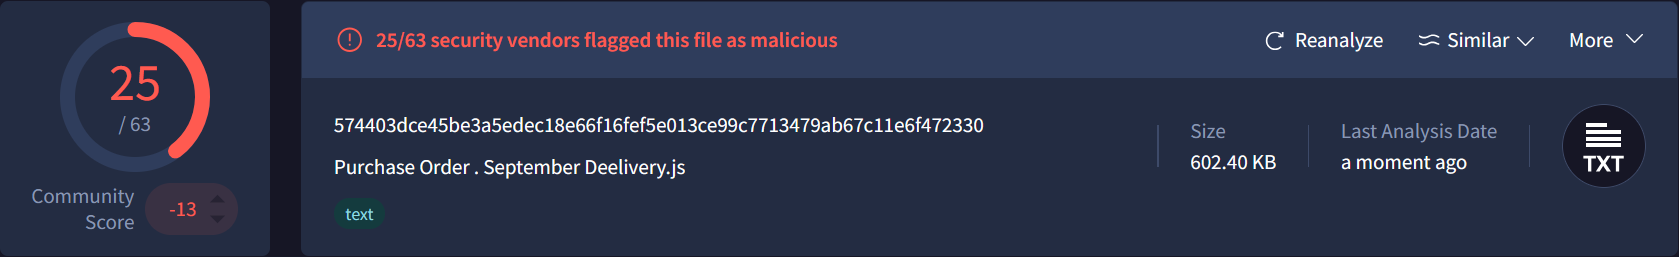 25
/ 63
Community Score
-13
25/63 security vendors flagged this file as malicious
Reanalyze
Similar
More
574403dce45be3a5edec18e66f16fef5e013ce99c7713479ab67c11e6f472330
Purchase Order . September Deelivery.js
text
Size
602.40 KB
Last Analysis Date
a moment ago
TXT